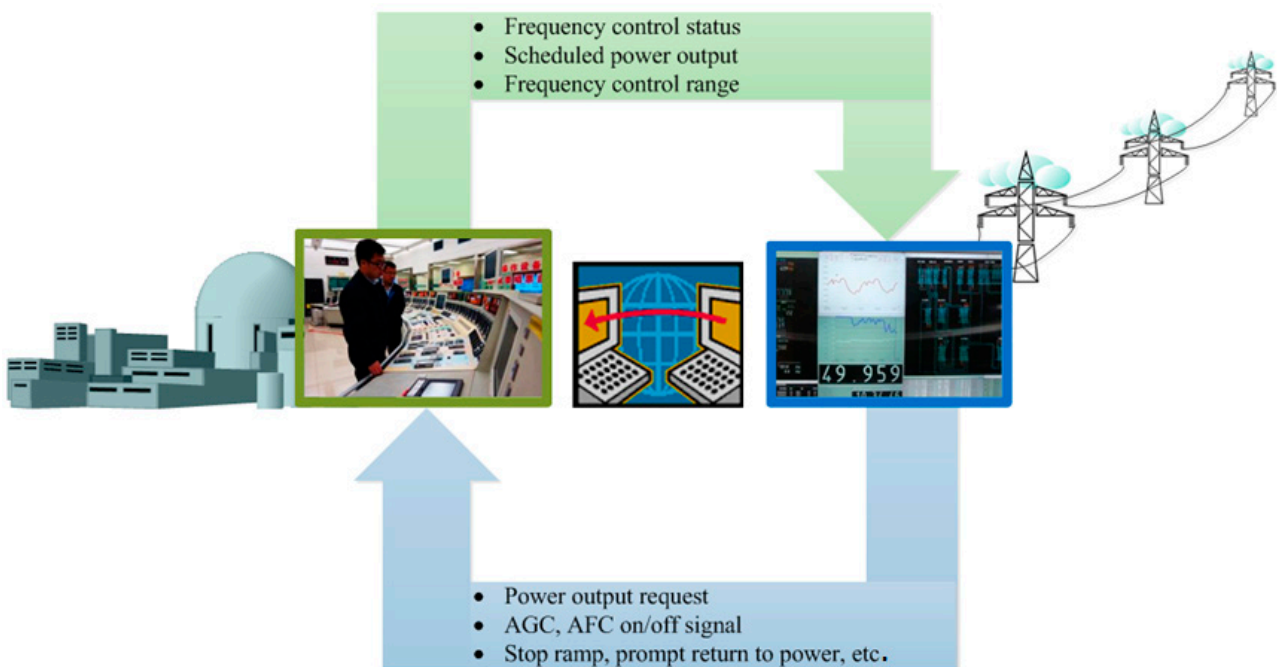 • Frequency control status
• Scheduled power output
• Frequency control range
49.959
• Power output request
• AGC, AFC on/off signal
• Stop ramp, prompt return to power, etc.